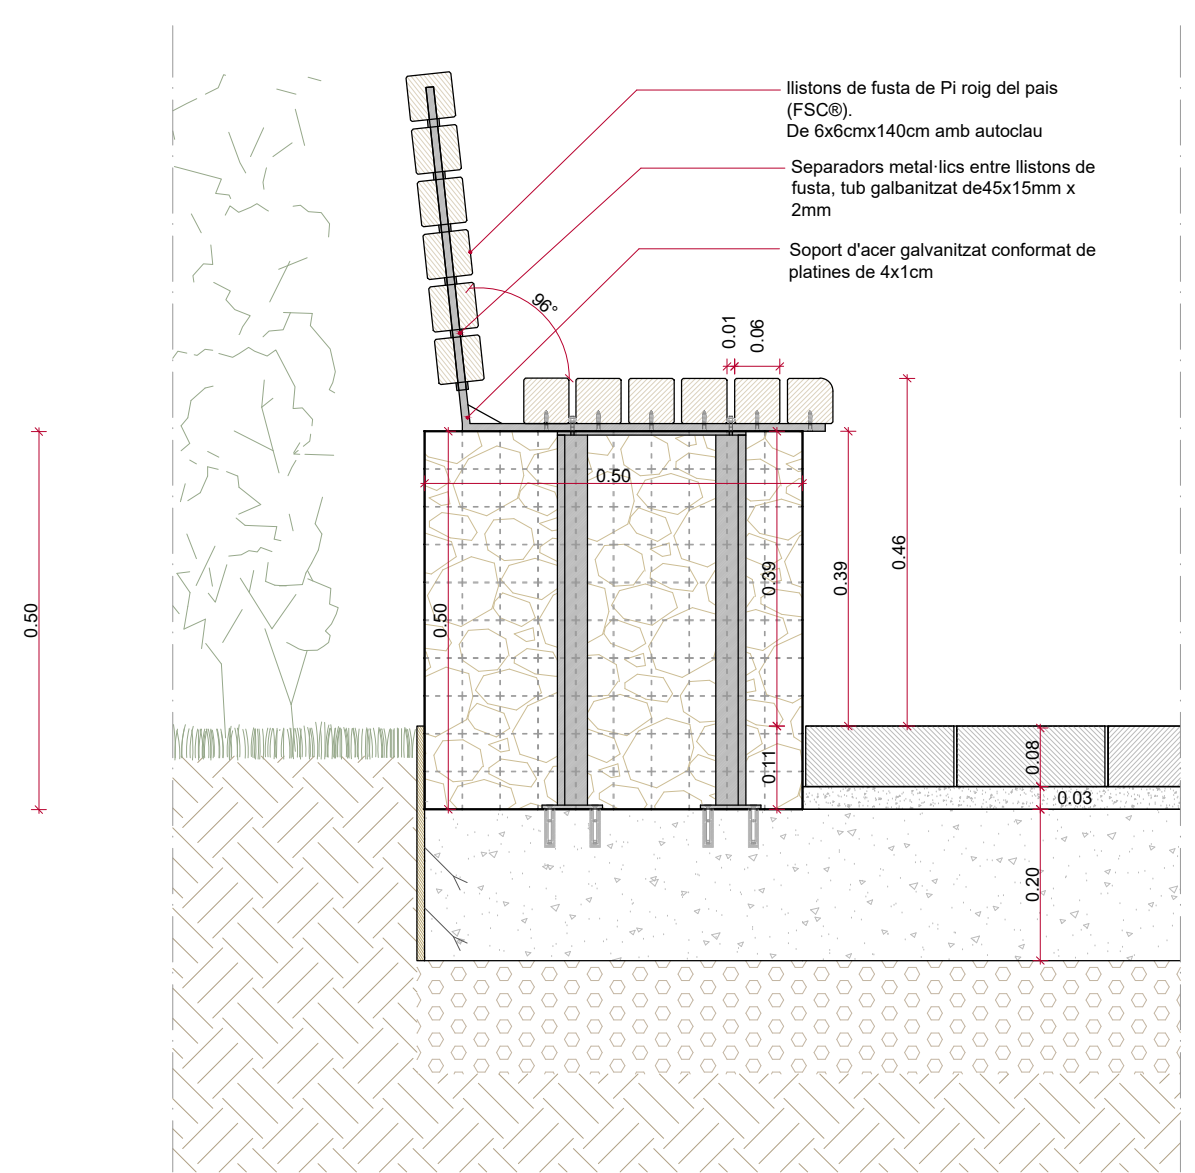 llistons de fusta de Pi roig del pais
(FSC®).
De 6x6cmx140cm amb autoclau
Separadors metal·lics entre llistons de
fusta, tub galbanitzat de45x15mm x
2mm
Soport d'acer galvanitzat conformat de
platines de 4x1cm
96°
0.01
0.06
0.50
0.50
0.50
0.39
0.39
0.46
0.11
0.08
0.03
0.20